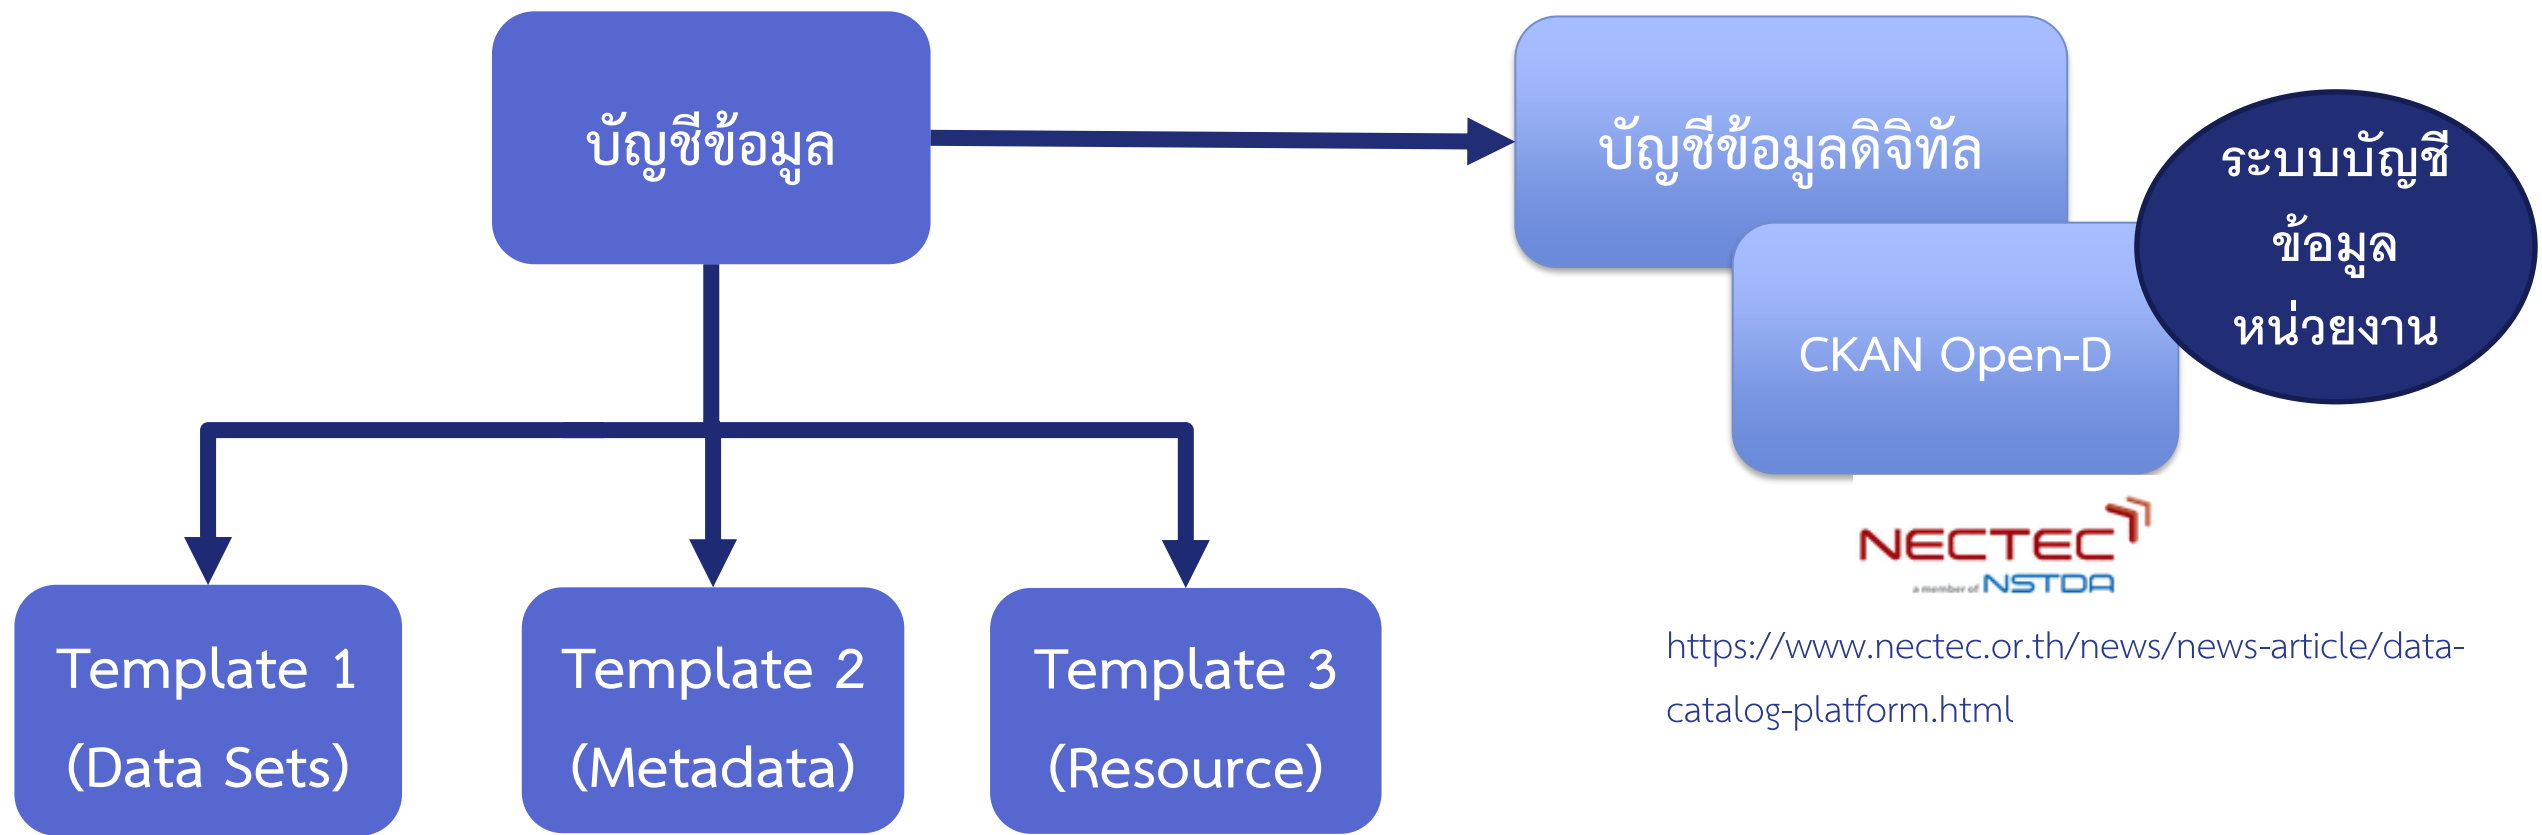 บัญชีข้อมูล
บัญชีข้อมูลดิจิทัล
ระบบบัญชี
ข้อมูล
หน่วยงาน
CKAN Open-D
NECTEC
a member of NSTDA
https://www.nectec.or.th/news/news-article/data-
catalog-platform.html
Template 1
(Data Sets)
Template 2
(Metadata)
Template 3
(Resource)